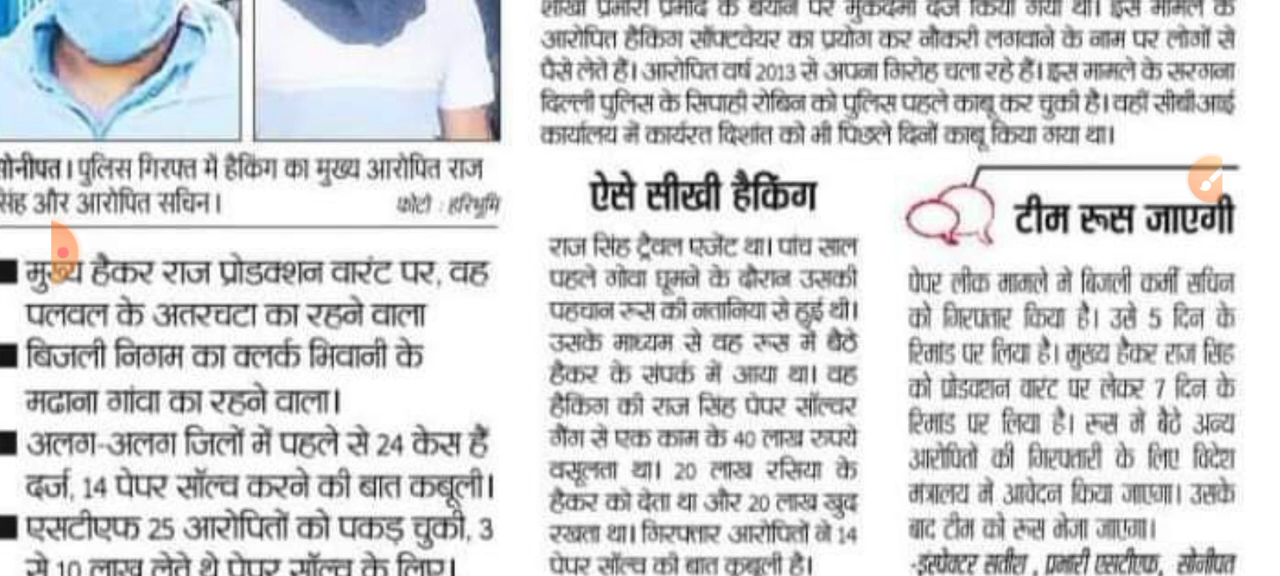 शाखा प्रभारी प्रमोद के बयान पर मुकदमा दर्ज किया गया था। इस मामले के
आरोपित हैकिंग सॉफ्टवेयर का प्रयोग कर नौकरी लगवाने के नाम पर लोगों से
पैसे लेते हैं। आरोपित वर्ष 2013 से अपना गिरोह चला रहे हैं। इस मामले के सरगना
दिल्ली पुलिस के सिपाही रोबिन को पुलिस पहले काबू कर चुकी है। वहीं सीबीआई
कार्यालय में कार्यरत दिशांत को भी पिछले दिनों काबू किया गया था।
सोनीपत। पुलिस गिरफ्त में हैकिंग का मुख्य आरोपित राज
सिंह और आरोपित सचिन।
फोटो : हरिभूमि
■ मुख्य हैकर राज प्रोडक्शन वारंट पर, वह
पलवल के अतरचटा का रहने वाला
■ बिजली निगम का क्लर्क भिवानी के
मढाना गांवा का रहने वाला।
■ अलग-अलग जिलों में पहले से 24 केस हैं
दर्ज, 14 पेपर सॉल्व करने की बात कबूली।
■ एसटीएफ 25 आरोपितों को पकड़ चुकी, 3
से 10 लाख लेते थे पेपर सॉल्व के लिए।
ऐसे सीखी हैकिंग
राज सिंह ट्रैवल एजेंट था। पांच साल
पहले गोवा घूमने के दौरान उसकी
पहचान रूस की नतानिया से हुई थी।
उसके माध्यम से वह रूस में बैठे
हैकर के संपर्क में आया था। वह
हैकिंग की राज सिंह पेपर सॉल्वर
गैंग से एक काम के 40 लाख रुपये
वसूलता था। 20 लाख रसिया के
हैकर को देता था और 20 लाख खुद
रखता था। गिरफ्तार आरोपितों ने 14
पेपर सॉल्व की बात कबूली है।
टीम रूस जाएगी
पेपर लीक मामले में बिजली कर्मी सचिन
को गिरफ्तार किया है। उसे 5 दिन के
रिमांड पर लिया है। मुख्य हैकर राज सिंह
को प्रोडक्शन वारंट पर लेकर 7 दिन के
रिमांड पर लिया है। रूस में बैठे अन्य
आरोपितों की गिरफ्तारी के लिए विदेश
मंत्रालय में आवेदन किया जाएगा। उसके
बाद टीम को रूस भेजा जाएगा।
-इंस्पेक्टर सतीश, प्रभारी एसटीएफ, सोनीपत